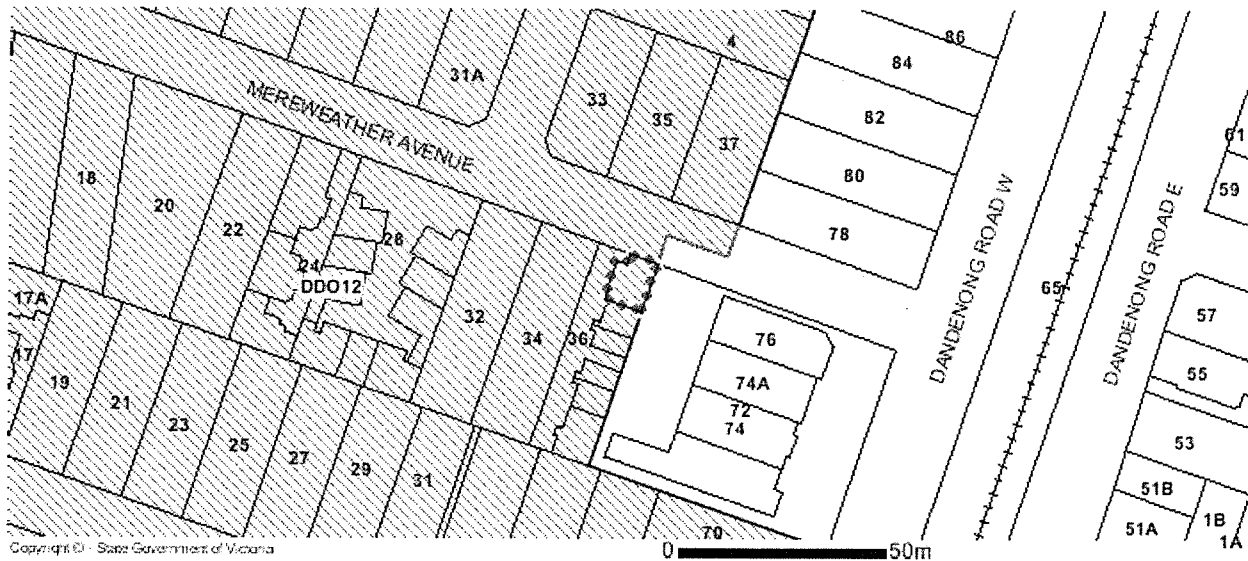 86
4
84
31A
82
33
35
37
61
MEREWEATHER AVENUE
80
59
18
20
22
78
28
24
DDO12
65
DANDENONG ROAD W
DANDENONG ROAD E
17A
32
34
36
76
57
17
19
74A
55
21
72
74
23
53
25
27
29
31
51B
1B
51A
1A
70
Copyright © - State Government of Victoria
0 50m